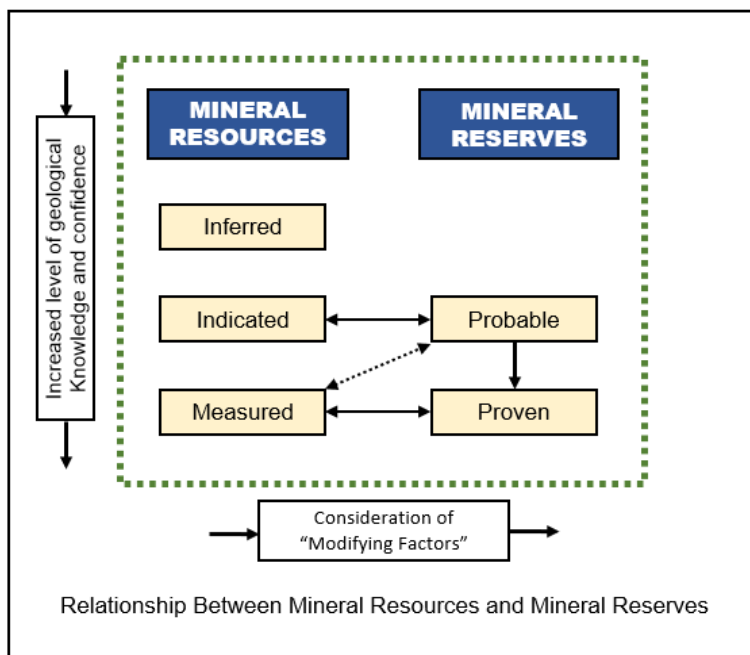 MINERAL
RESOURCES
MINERAL
RESERVES
Increased level of geological
Knowledge and confidence
Inferred
Indicated
Probable
Measured
Proven
Consideration of
“Modifying Factors”
Relationship Between Mineral Resources and Mineral Reserves